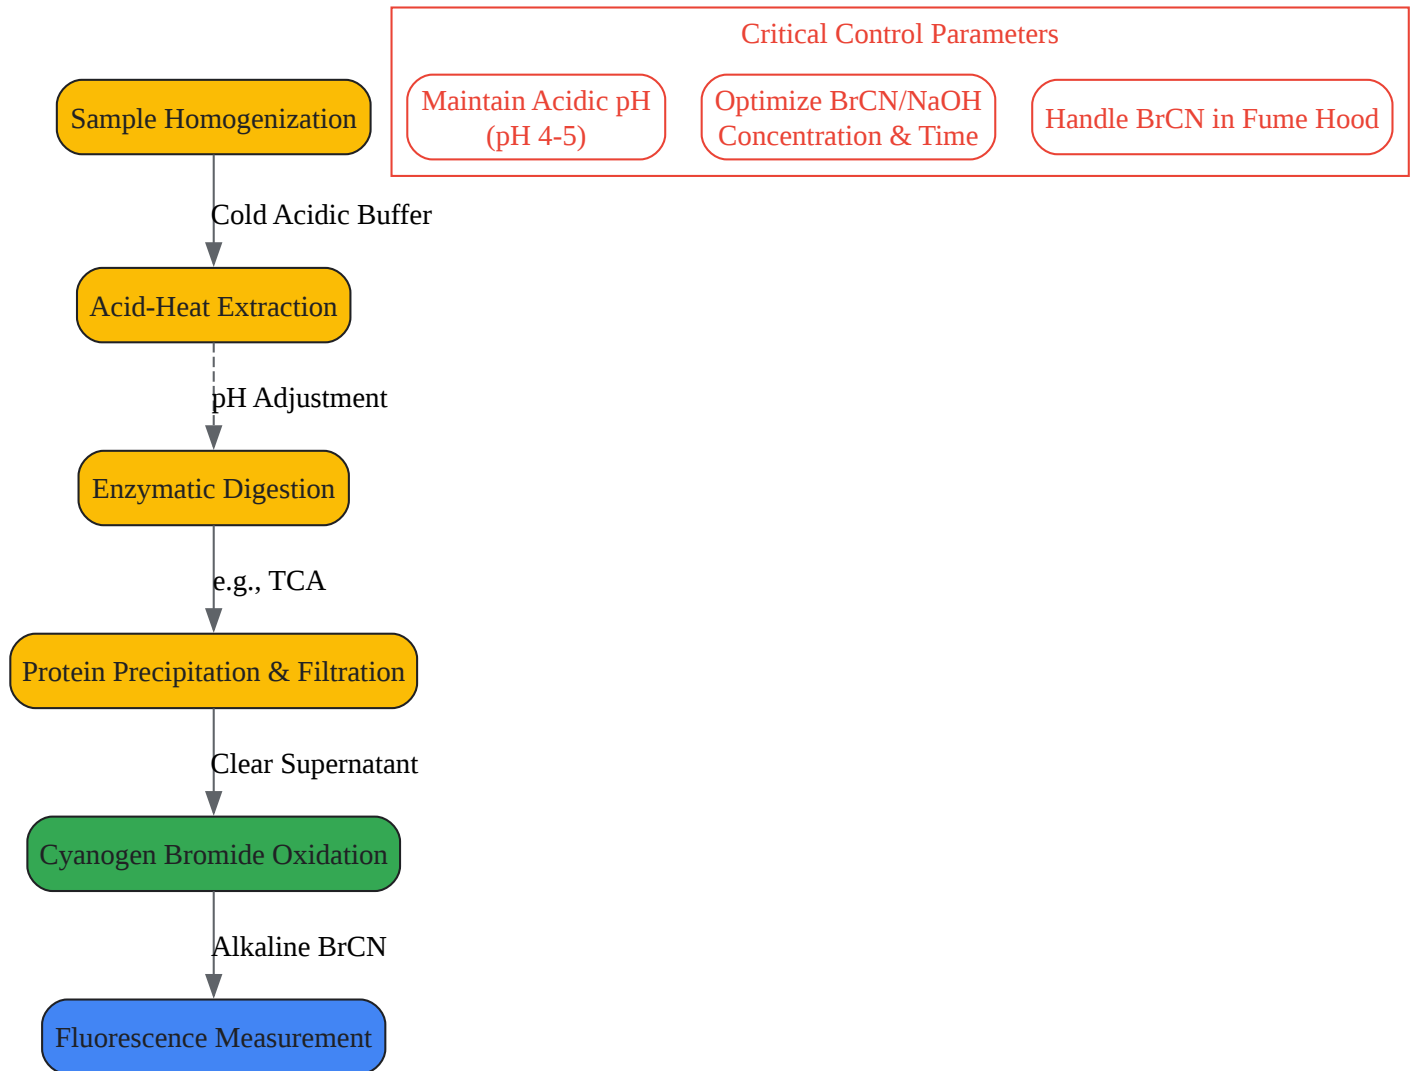 Critical Control Parameters
Maintain Acidic pH
(pH 4-5)
Optimize BrCN/NaOH
Concentration & Time
Handle BrCN in Fume Hood
Sample Homogenization
Cold Acidic Buffer
Acid-Heat Extraction
pH Adjustment
Enzymatic Digestion
e.g., TCA
Protein Precipitation & Filtration
Clear Supernatant
Cyanogen Bromide Oxidation
Alkaline BrCN
Fluorescence Measurement